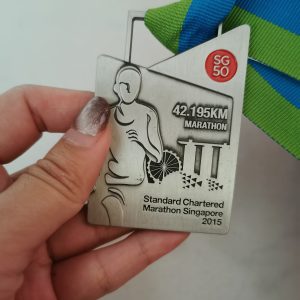 SG
50
42.195KM
MARATHON
Standard Chartered
Marathon Singapore
2015